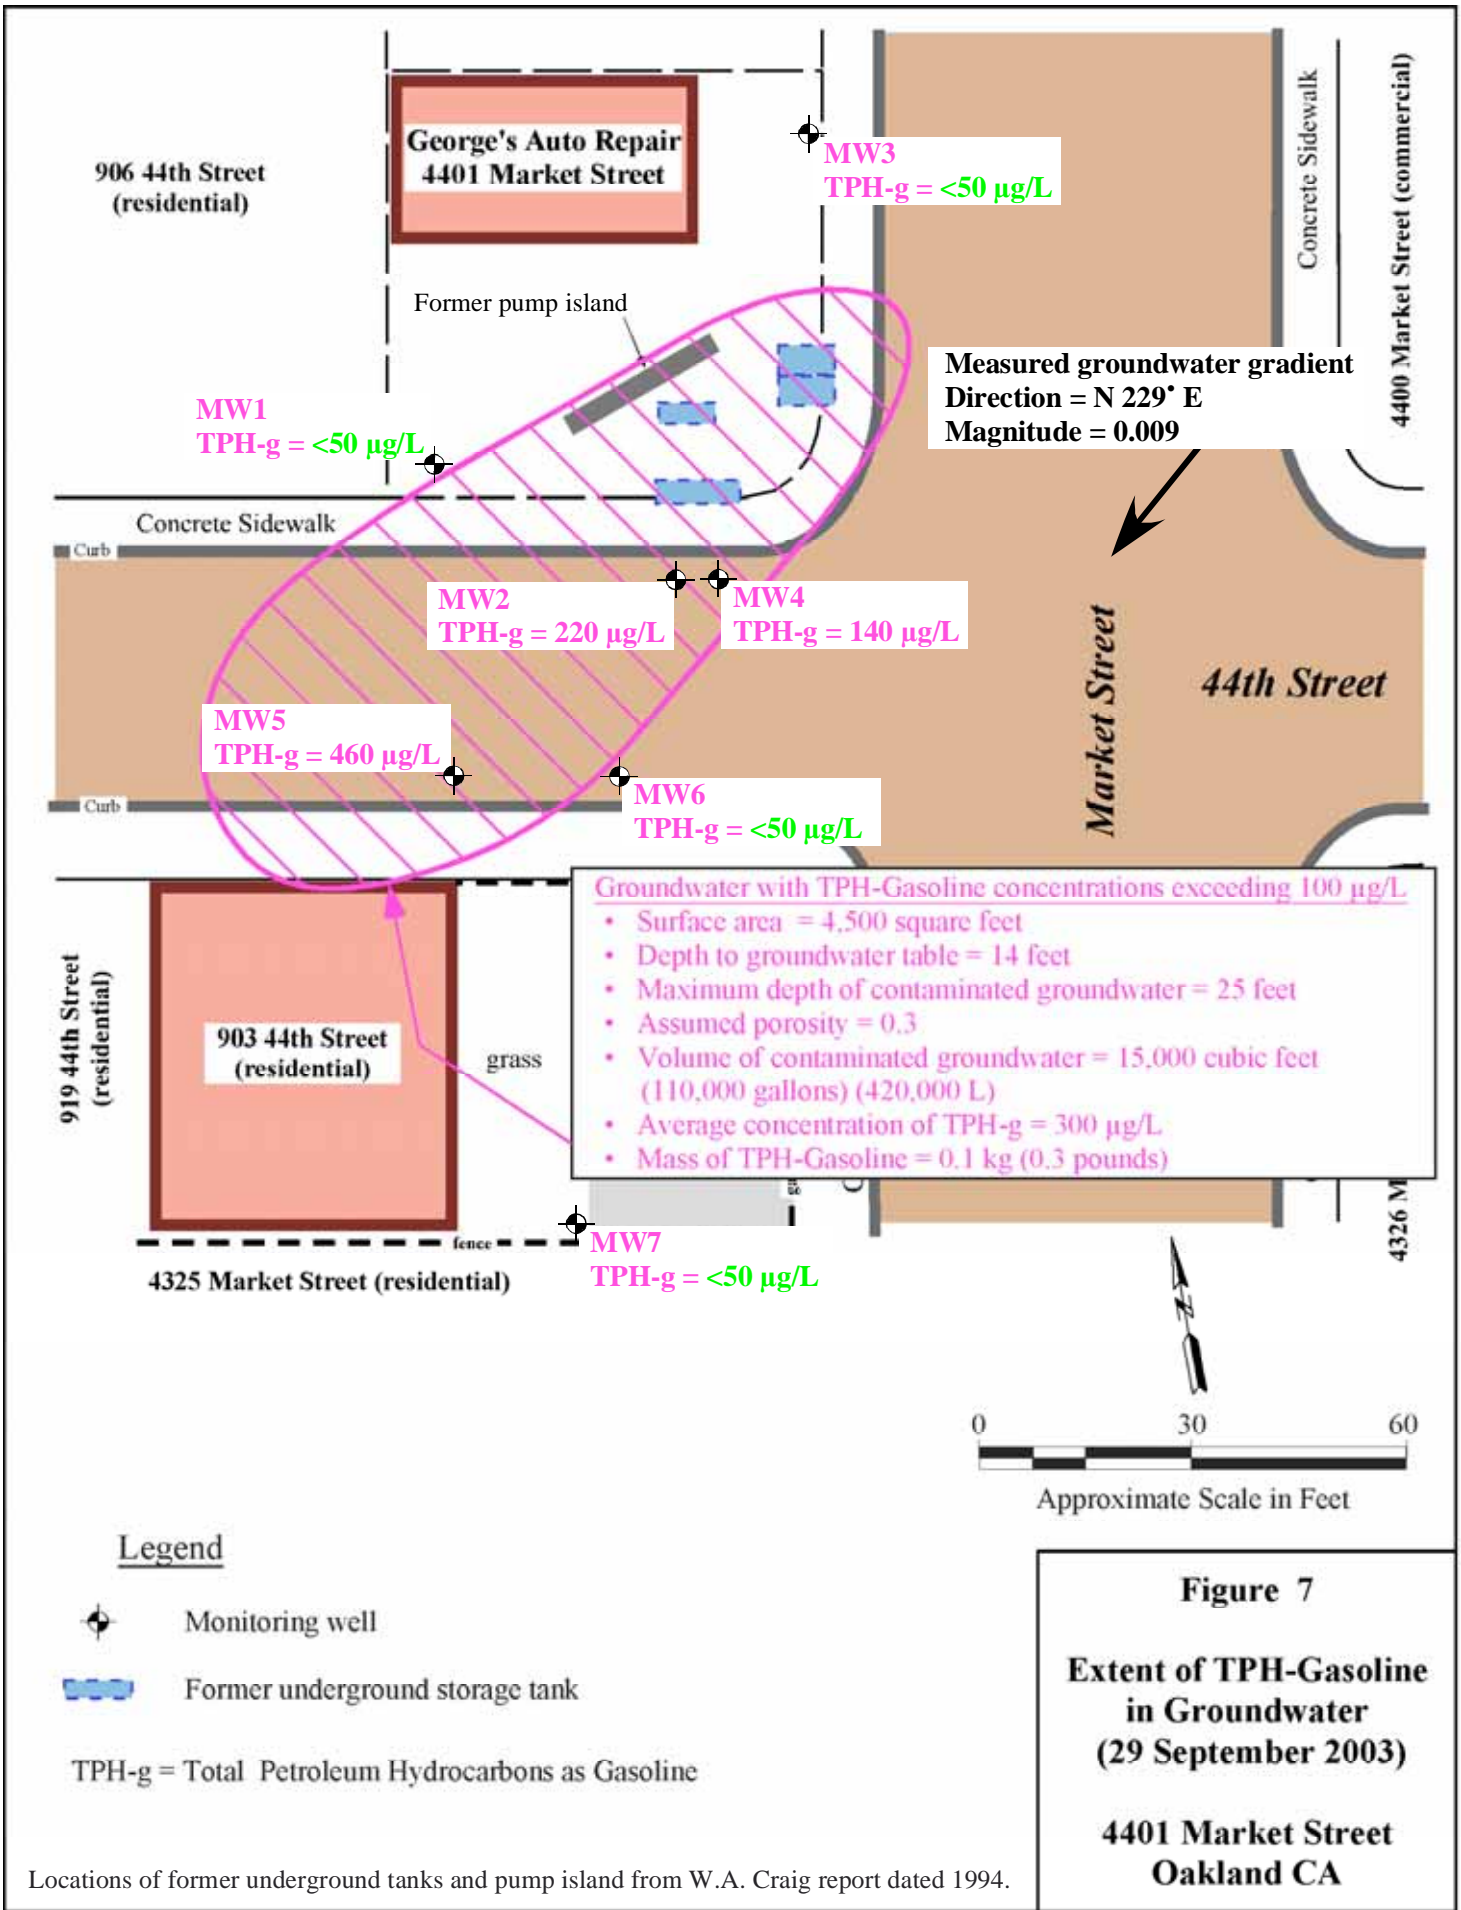 George's Auto Repair
4401 Market Street
906 44th Street
(residential)
MW3
TPH-g = <50 µg/L
Concrete Sidewalk
4400 Market Street (commercial)
Former pump island
Measured groundwater gradient
Direction = N 229° E
Magnitude = 0.009
MW1
TPH-g = <50 µg/L
Concrete Sidewalk
Curb
MW2
TPH-g = 220 µg/L
MW4
TPH-g = 140 µg/L
Market Street
44th Street
MW5
TPH-g = 460 µg/L
MW6
TPH-g = <50 µg/L
Curb
Groundwater with TPH-Gasoline concentrations exceeding 100 µg/L
• Surface area = 4,500 square feet
• Depth to groundwater table = 14 feet
• Maximum depth of contaminated groundwater = 25 feet
• Assumed porosity = 0.3
• Volume of contaminated groundwater = 15,000 cubic feet
(110,000 gallons) (420,000 L)
• Average concentration of TPH-g = 300 µg/L
• Mass of TPH-Gasoline = 0.1 kg (0.3 pounds)
919 44th Street
(residential)
903 44th Street
(residential)
grass
4326 M
fence
MW7
TPH-g = <50 µg/L
4325 Market Street (residential)
N
0 30 60
Approximate Scale in Feet
Legend
Monitoring well
Former underground storage tank
TPH-g = Total Petroleum Hydrocarbons as Gasoline
Figure 7
Extent of TPH-Gasoline
in Groundwater
(29 September 2003)
4401 Market Street
Oakland CA
Locations of former underground tanks and pump island from W.A. Craig report dated 1994.